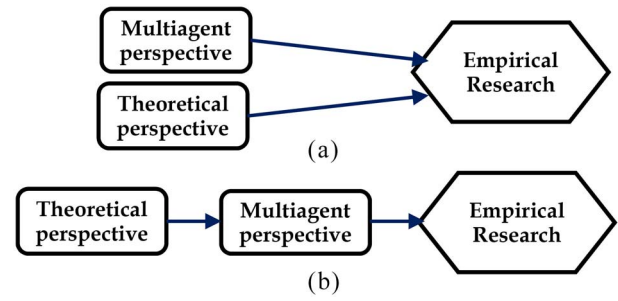 Multiagent
perspective
Empirical
Research
Theoretical
perspective
(a)
Theoretical
perspective
Multiagent
perspective
Empirical
Research
(b)